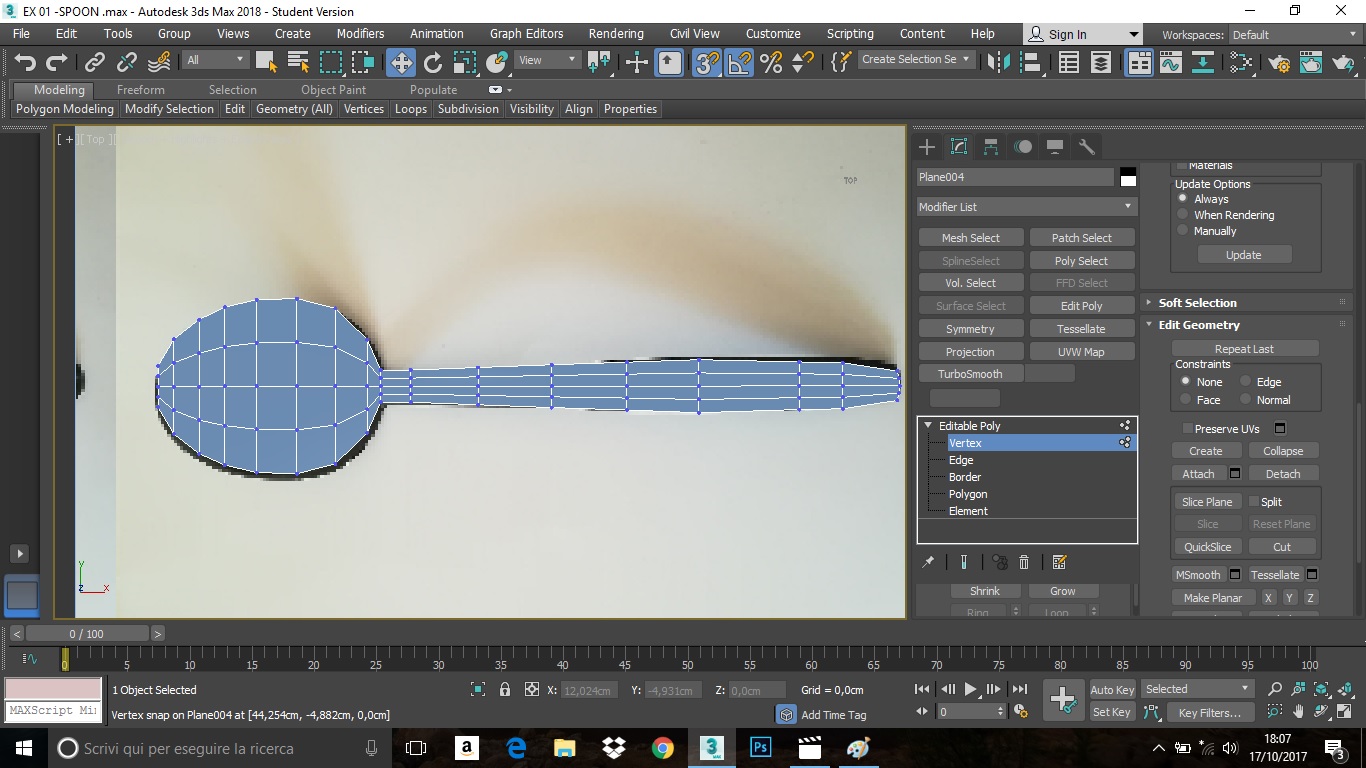 EX 01 -SPOON .max - Autodesk 3ds Max 2018 - Student Version
File Edit Tools Group Views Create Modifiers Animation Graph Editors Rendering Civil View Customize Scripting Content Help Sign In Workspaces: Default
All View Create Selection Se
Modeling Freeform Selection Object Paint Populate
Polygon Modeling Modify Selection Edit Geometry (All) Vertices Loops Subdivision Visibility Align Properties
[ + ][ Top ][
TOP
Plane004
Modifier List
Mesh Select Patch Select
SplineSelect Poly Select
Vol. Select FFD Select
Surface Select Edit Poly
Symmetry Tessellate
Projection UVW Map
TurboSmooth
Editable Poly
Vertex
Edge
Border
Polygon
Element
Shrink Grow
Ring Loop
Materials
Update Options
Always
When Rendering
Manually
Update
Soft Selection
Edit Geometry
Repeat Last
Constraints
None Edge
Face Normal
Preserve UVs
Create Collapse
Attach Detach
Slice Plane Split
Slice Reset Plane
QuickSlice Cut
MSmooth Tessellate
Make Planar X Y Z
< 0 / 100 >
0 5 10 15 20 25 30 35 40 45 50 55 60 65 70 75 80 85 90 95 100
1 Object Selected X: 12,024cm Y: -4,931cm Z: 0,0cm Grid = 0,0cm Auto Key Selected
MAXScript Mi
Vertex snap on Plane004 at [44,254cm, -4,882cm, 0,0cm] Add Time Tag 0 Set Key Key Filters...
Scrivi qui per eseguire la ricerca
18:07
17/10/2017
3